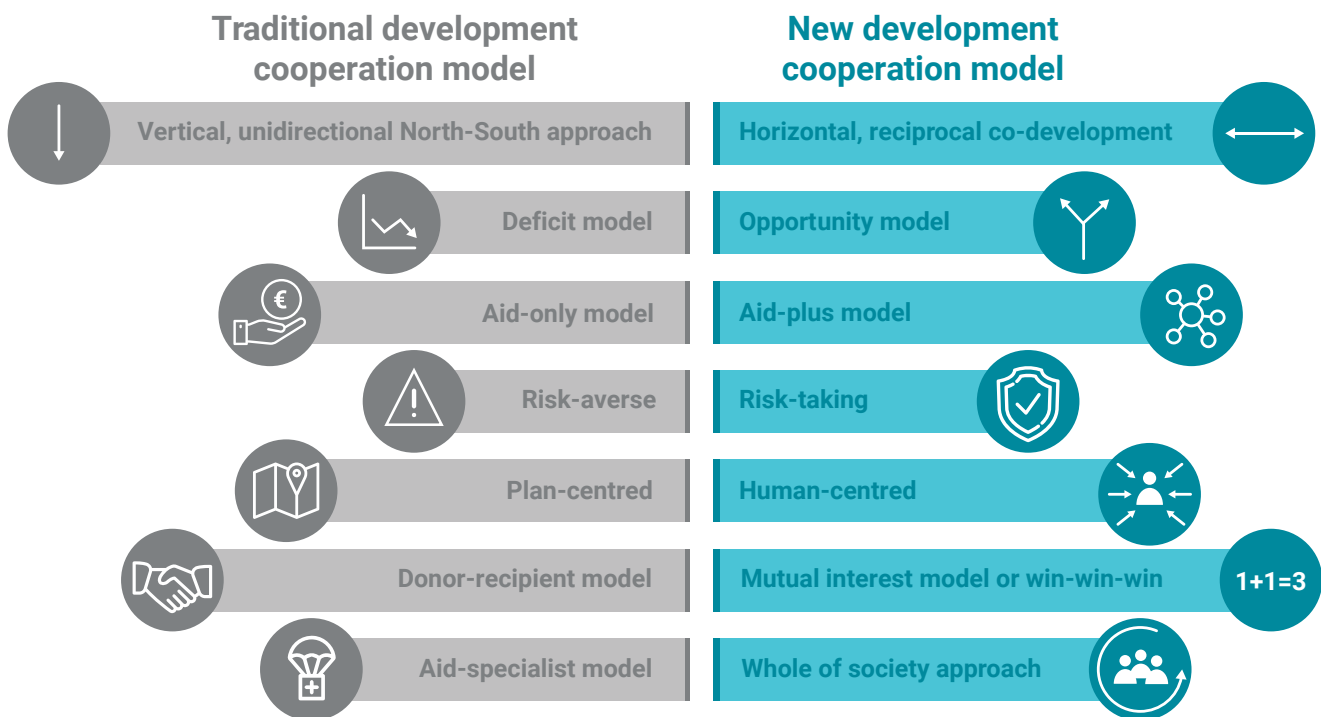 Traditional development
cooperation model
New development
cooperation model
Vertical, unidirectional North-South approach
Horizontal, reciprocal co-development
Deficit model
Opportunity model
€
Aid-only model
Aid-plus model
Risk-averse
Risk-taking
Plan-centred
Human-centred
Donor-recipient model
Mutual interest model or win-win-win
1+1=3
Aid-specialist model
Whole of society approach